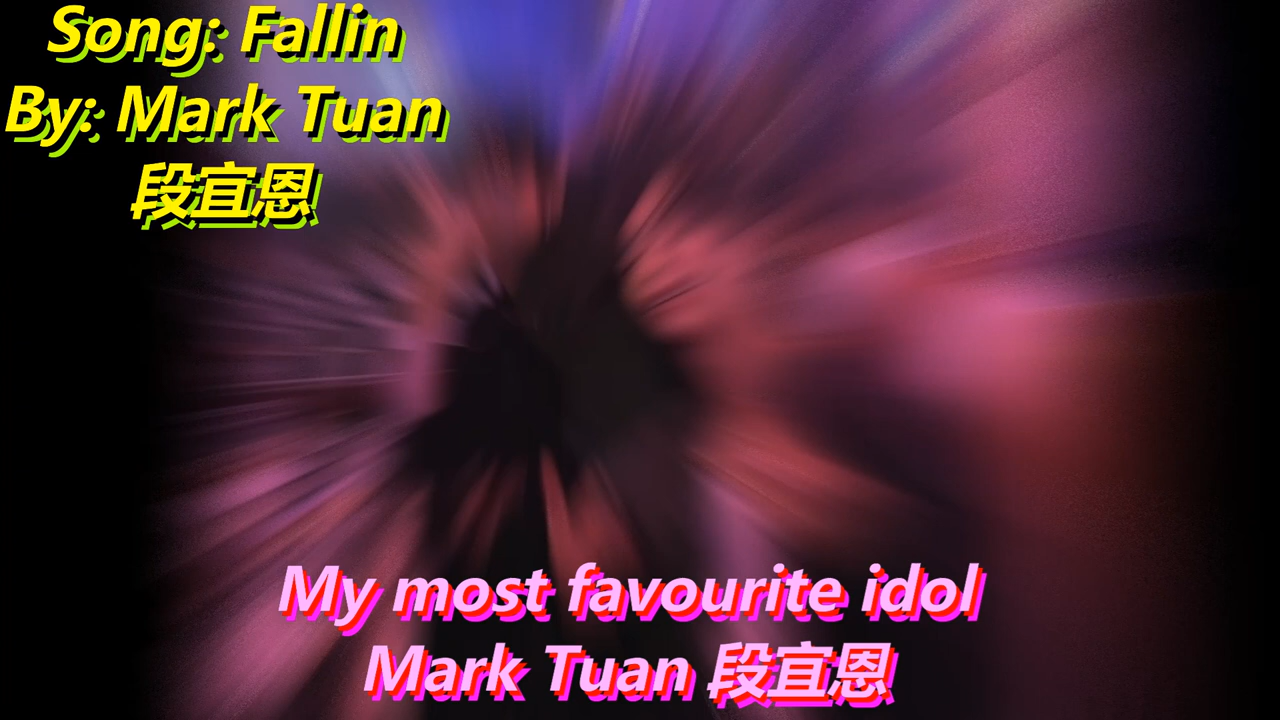 Song: Fallin
By: Mark Tuan
段宜恩
My most favourite idol
Mark Tuan 段宜恩